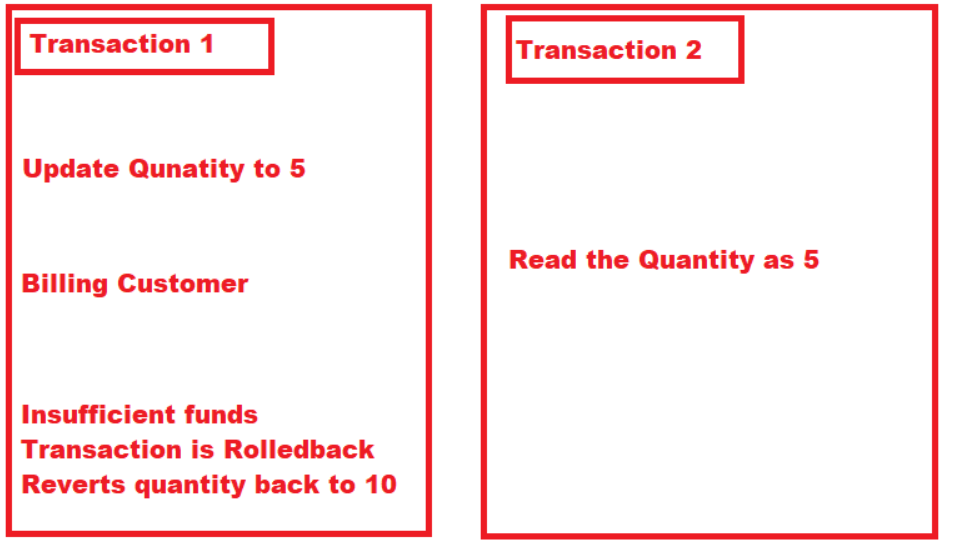 Transaction 1
Update Qunatity to 5
Billing Customer
Insufficient funds
Transaction is Rolledback
Reverts quantity back to 10
Transaction 2
Read the Quantity as 5